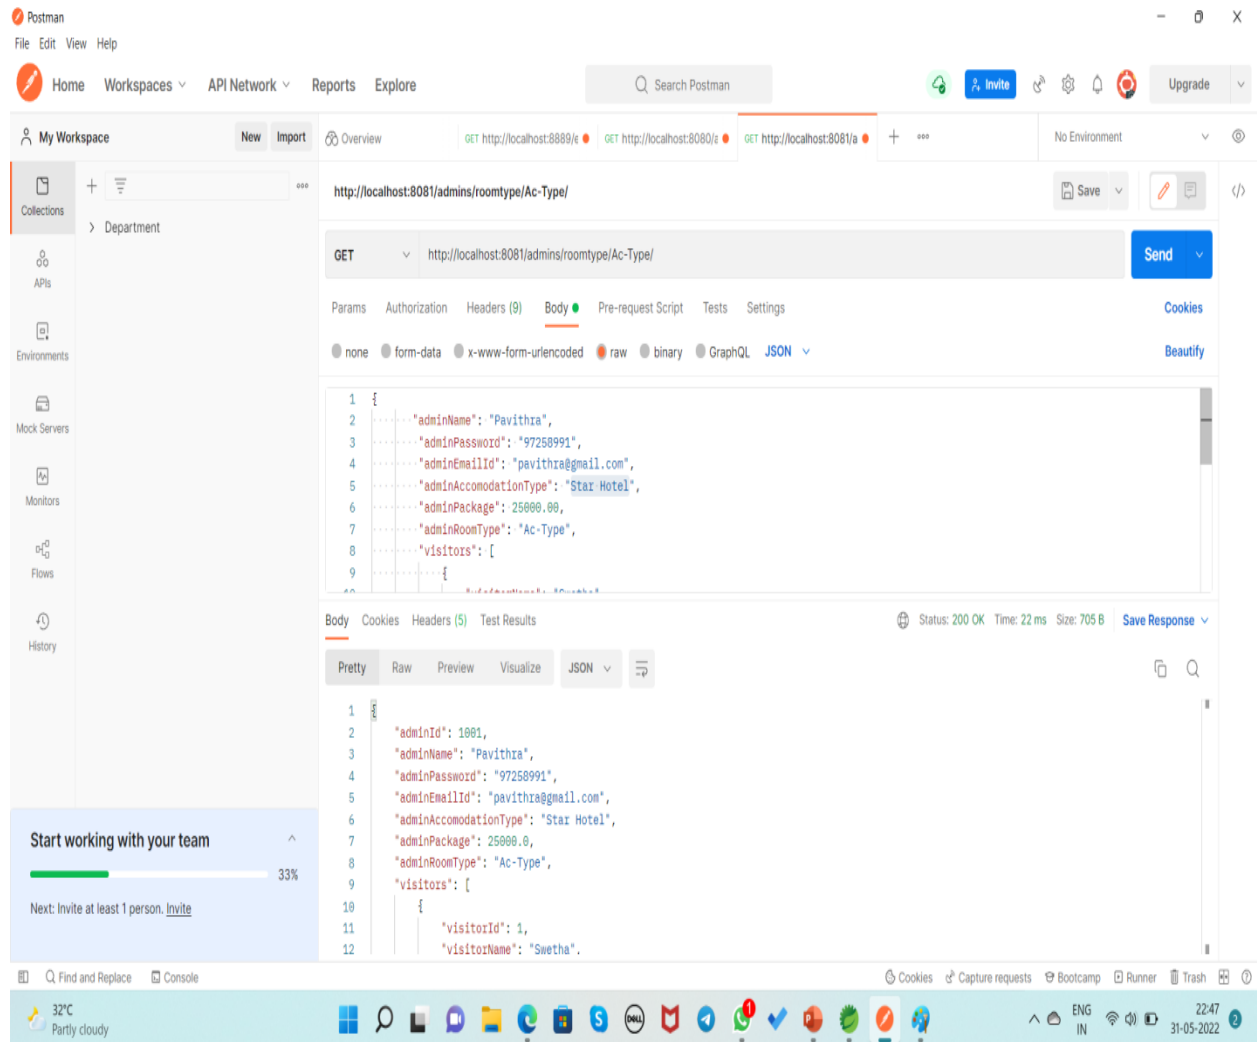 Postman
File Edit View Help
Home Workspaces API Network Reports Explore Search Postman Invite Upgrade
My Workspace New Import Overview GET http://localhost:8889/e GET http://localhost:8080/a GET http://localhost:8081/a + ooo No Environment
Collections
APIs
Environments
Mock Servers
Monitors
Flows
History
+ ooo
> Department
http://localhost:8081/admins/roomtype/Ac-Type/ Save </>
GET http://localhost:8081/admins/roomtype/Ac-Type/ Send
Params Authorization Headers (9) Body Pre-request Script Tests Settings Cookies
none form-data x-www-form-urlencoded raw binary GraphQL JSON Beautify
1 {
2 "adminName": "Pavithra",
3 "adminPassword": "97258991",
4 "adminEmailId": "pavithra@gmail.com",
5 "adminAccomodationType": "Star Hotel",
6 "adminPackage": 25000.00,
7 "adminRoomType": "Ac-Type",
8 "visitors": [
9 {
10 "visitorName": "Swetha"
Body Cookies Headers (5) Test Results Status: 200 OK Time: 22 ms Size: 705 B Save Response
Pretty Raw Preview Visualize JSON
1 {
2 "adminId": 1001,
3 "adminName": "Pavithra",
4 "adminPassword": "97258991",
5 "adminEmailId": "pavithra@gmail.com",
6 "adminAccomodationType": "Star Hotel",
7 "adminPackage": 25000.0,
8 "adminRoomType": "Ac-Type",
9 "visitors": [
10 {
11 "visitorId": 1,
12 "visitorName": "Swetha",
Start working with your team
33%
Next: Invite at least 1 person. Invite
Find and Replace Console Cookies Capture requests Bootcamp Runner Trash
32°C
Partly cloudy
DELL
1
ENG
IN
22:47
31-05-2022
2